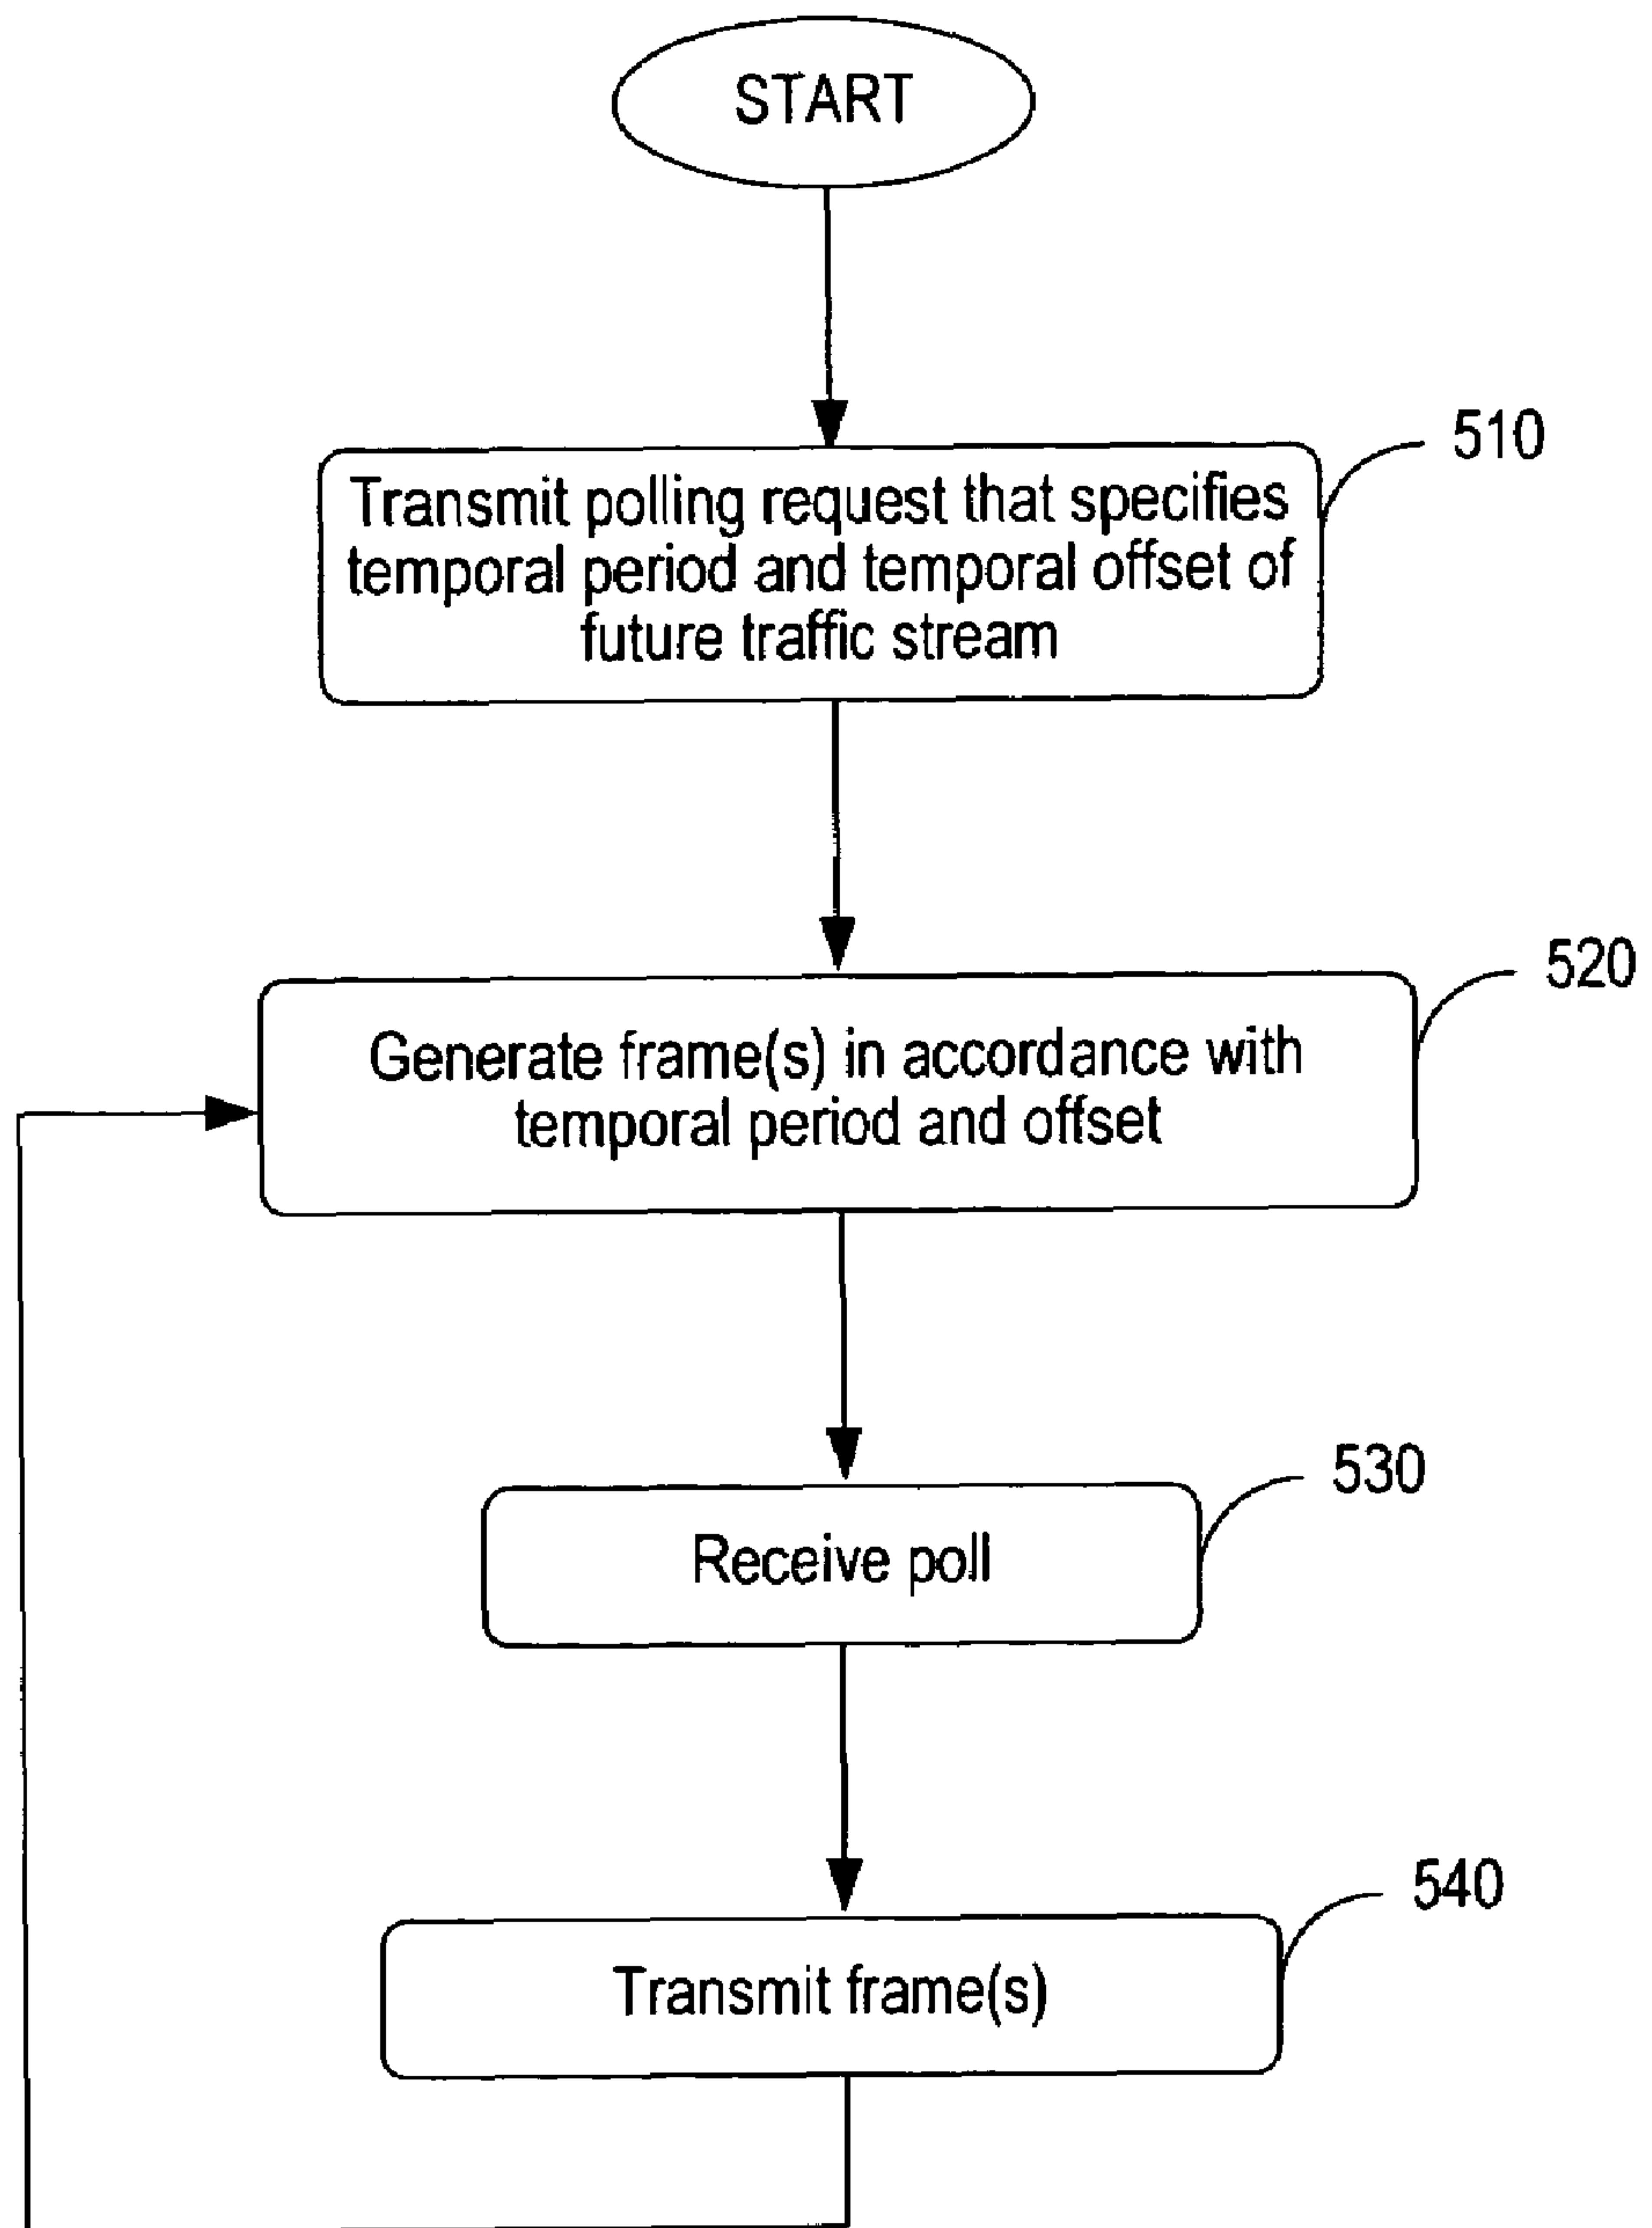 START
510
Transmit polling request that specifies
temporal period and temporal offset of
future traffic stream
520
Generate frame(s) in accordance with
temporal period and offset
530
Receive poll
540
Transmit frame(s)